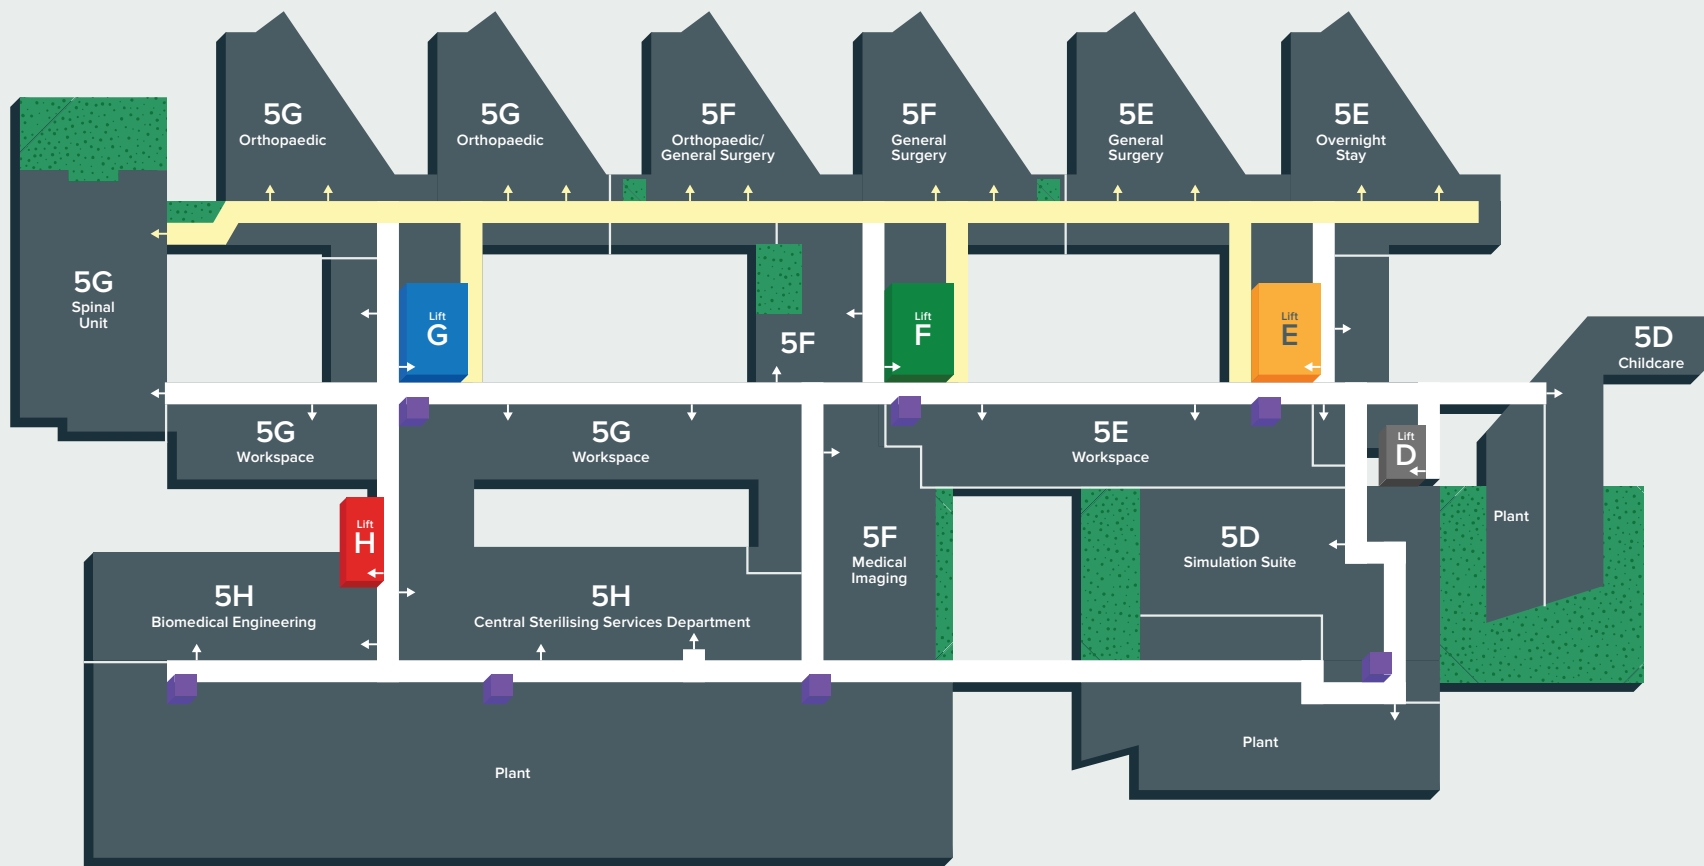 5G
Orthopaedic
5G
Orthopaedic
5F
Orthopaedic/
General Surgery
5F
General
Surgery
5E
General
Surgery
5E
Overnight
Stay
5G
Spinal
Unit
Lift
G
5F
Lift
F
Lift
E
5D
Childcare
5G
Workspace
5G
Workspace
5E
Workspace
Lift
D
Lift
H
5F
Medical
Imaging
5D
Simulation Suite
Plant
5H
Biomedical Engineering
5H
Central Sterilising Services Department
Plant
Plant